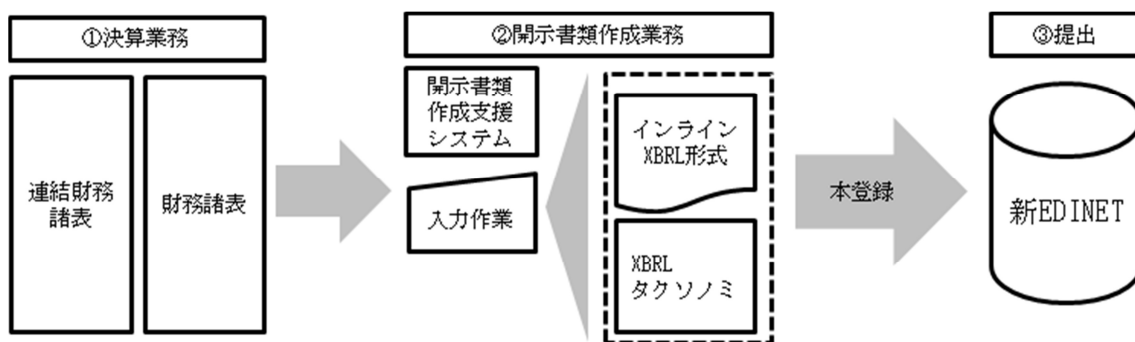 ①決算業務
②開示書類作成業務
③提出
連結財務
諸表
財務諸表
開示書類
作成支援
システム
入力作業
インライン
XBRL形式
XBRL
タクソノミ
本登録
新EDINET